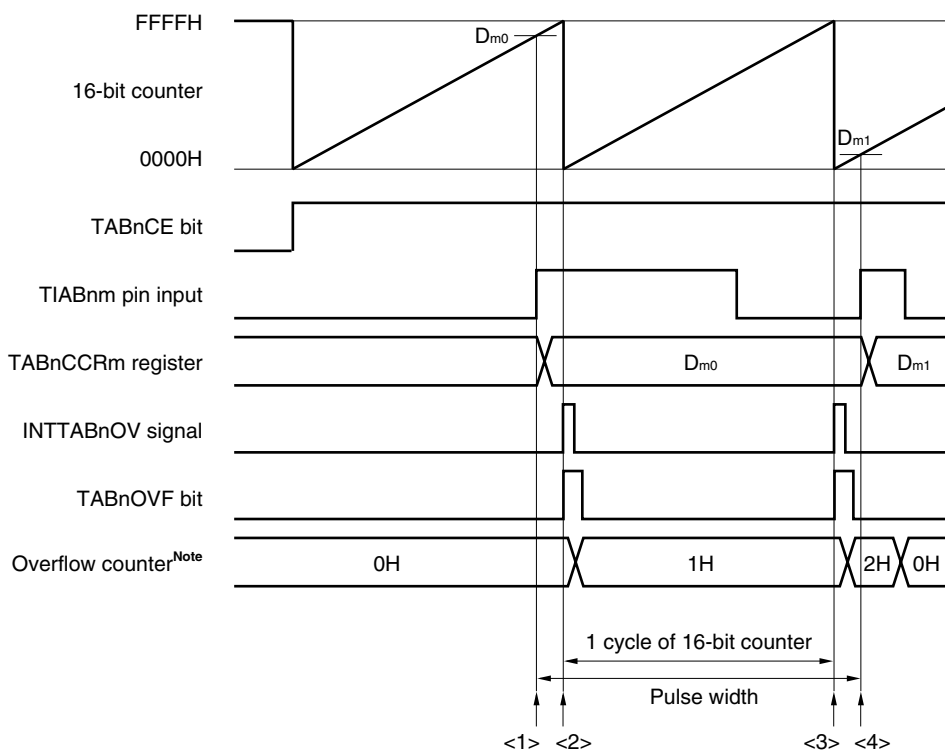 FFFFH
Dm0
16-bit counter
0000H
Dm1
TABnCE bit
TIABnm pin input
TABnCCRm register
Dm0
Dm1
INTTABnOV signal
TABnOVF bit
Overflow counterNote
0H
1H
2H
0H
1 cycle of 16-bit counter
Pulse width
<1>
<2>
<3>
<4>